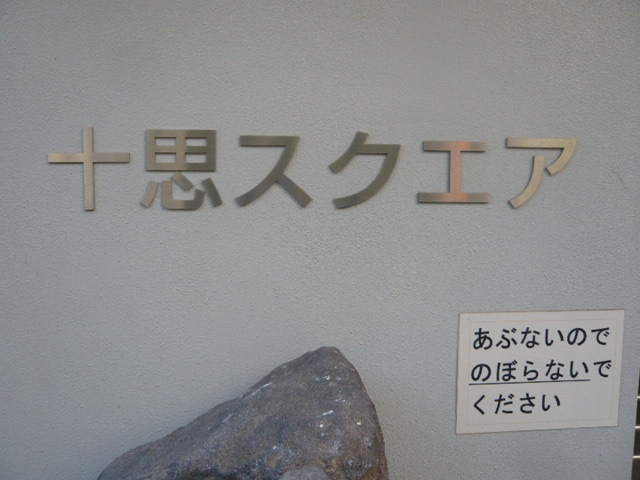 十思スクエア
あぶないので
のぼらないで
ください